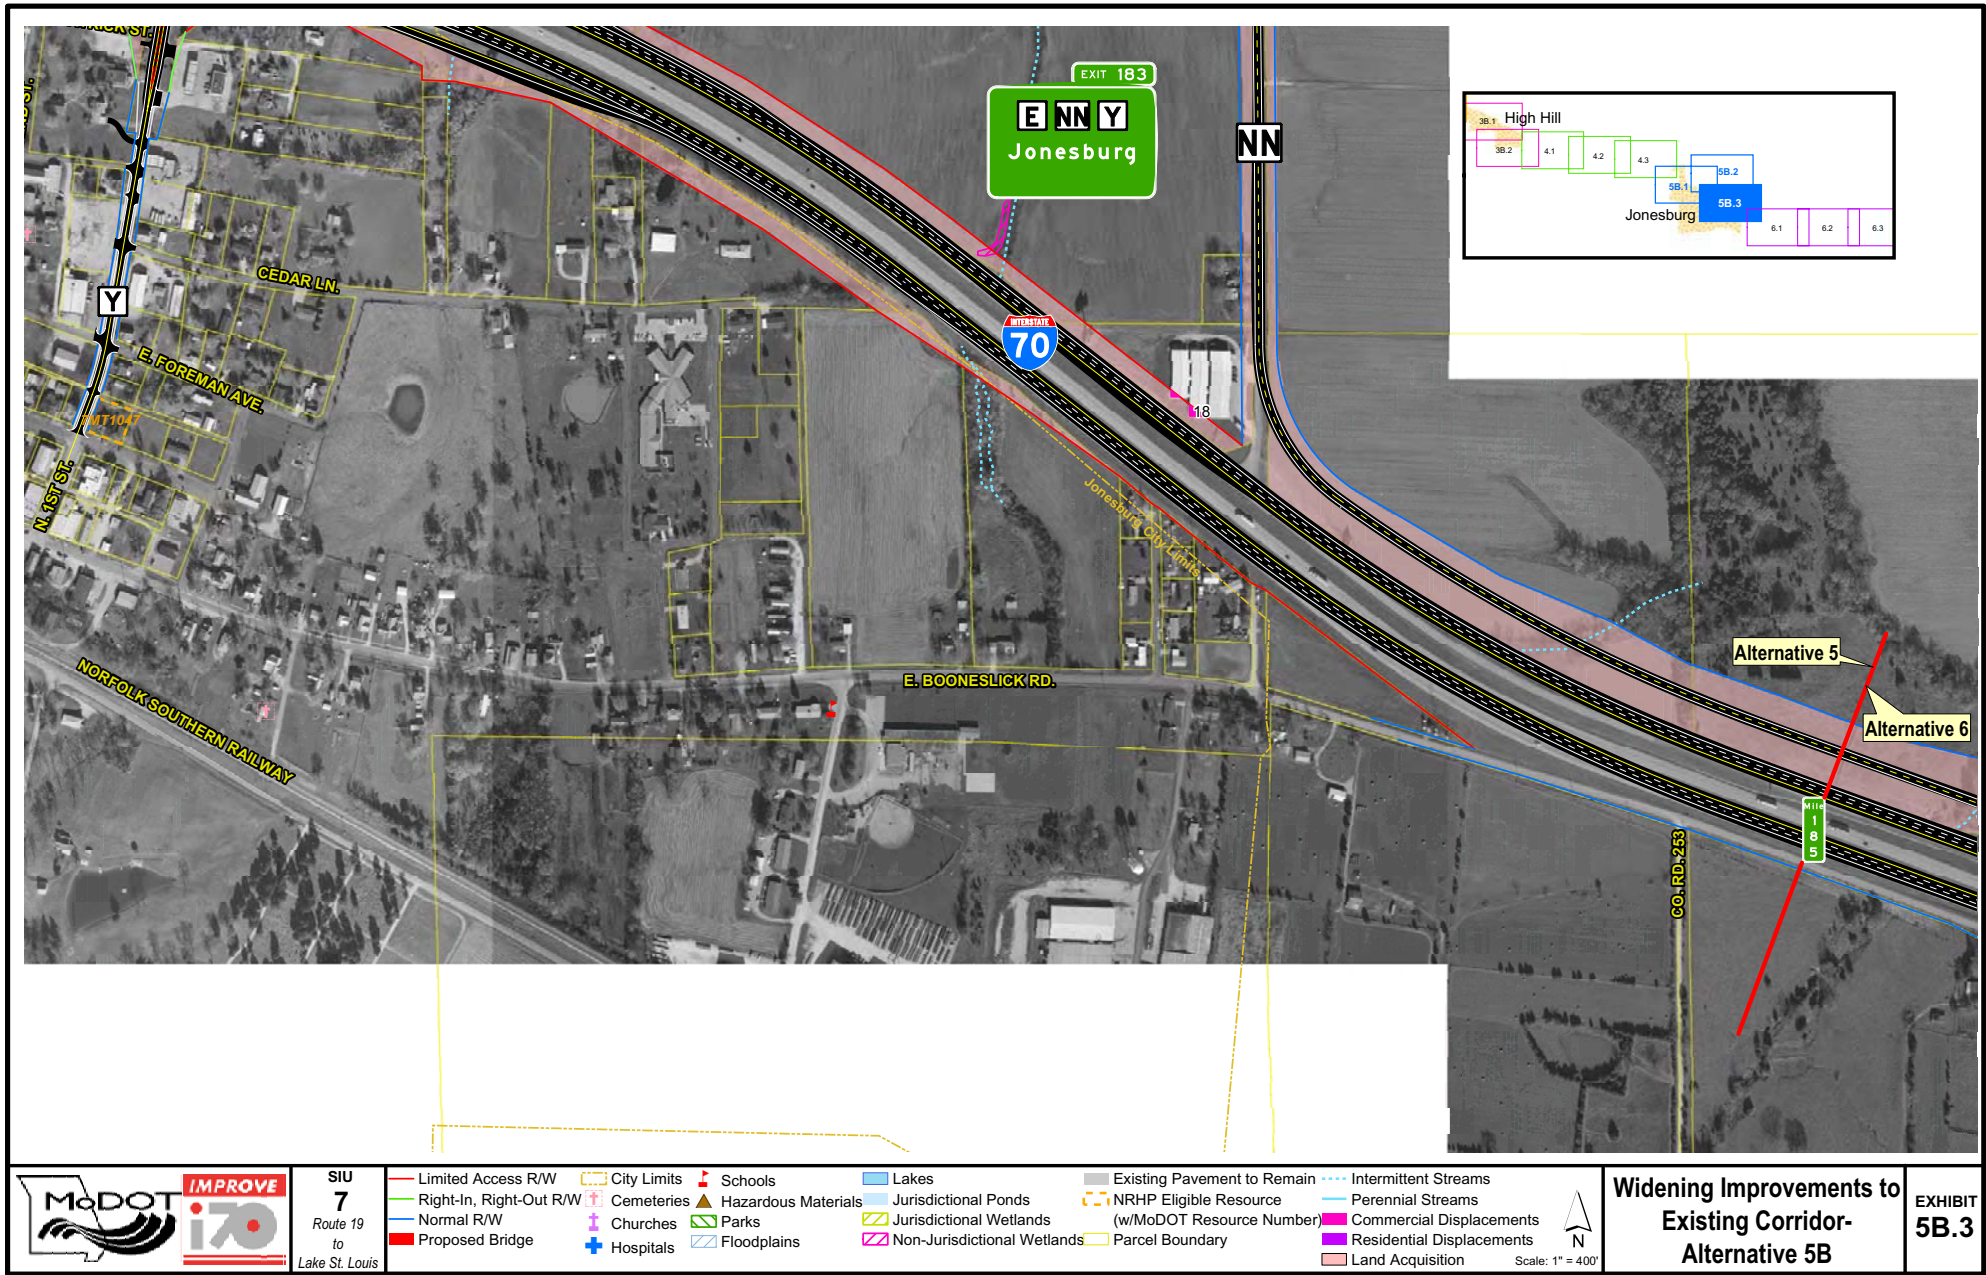 EXIT 183
E NN Y
Jonesburg
NN
3B.1
High Hill
3B.2
4.1
4.2
4.3
5B.1
5B.2
5B.3
Jonesburg
6.1
6.2
6.3
CEDAR LN.
Y
INTERSTATE
70
E. FOREMAN AVE.
18
N. 1ST ST.
Jonesburg City Limits
NORFOLK SOUTHERN RAILWAY
E. BOONESLICK RD.
Alternative 5
Alternative 6
Mile
1
8
5
CO. RD. 253
MoDOT
IMPROVE
i70
SIU
7
Route 19
to
Lake St. Louis
Limited Access R/W
Right-In, Right-Out R/W
Normal R/W
Proposed Bridge
City Limits
Cemeteries
Churches
Hospitals
Schools
Hazardous Materials
Parks
Floodplains
Lakes
Jurisdictional Ponds
Jurisdictional Wetlands
Non-Jurisdictional Wetlands
Existing Pavement to Remain
NRHP Eligible Resource
(w/MoDOT Resource Number)
Parcel Boundary
Intermittent Streams
Perennial Streams
Commercial Displacements
Residential Displacements
Land Acquisition
N
Scale: 1" = 400'
Widening Improvements to
Existing Corridor-
Alternative 5B
EXHIBIT
5B.3